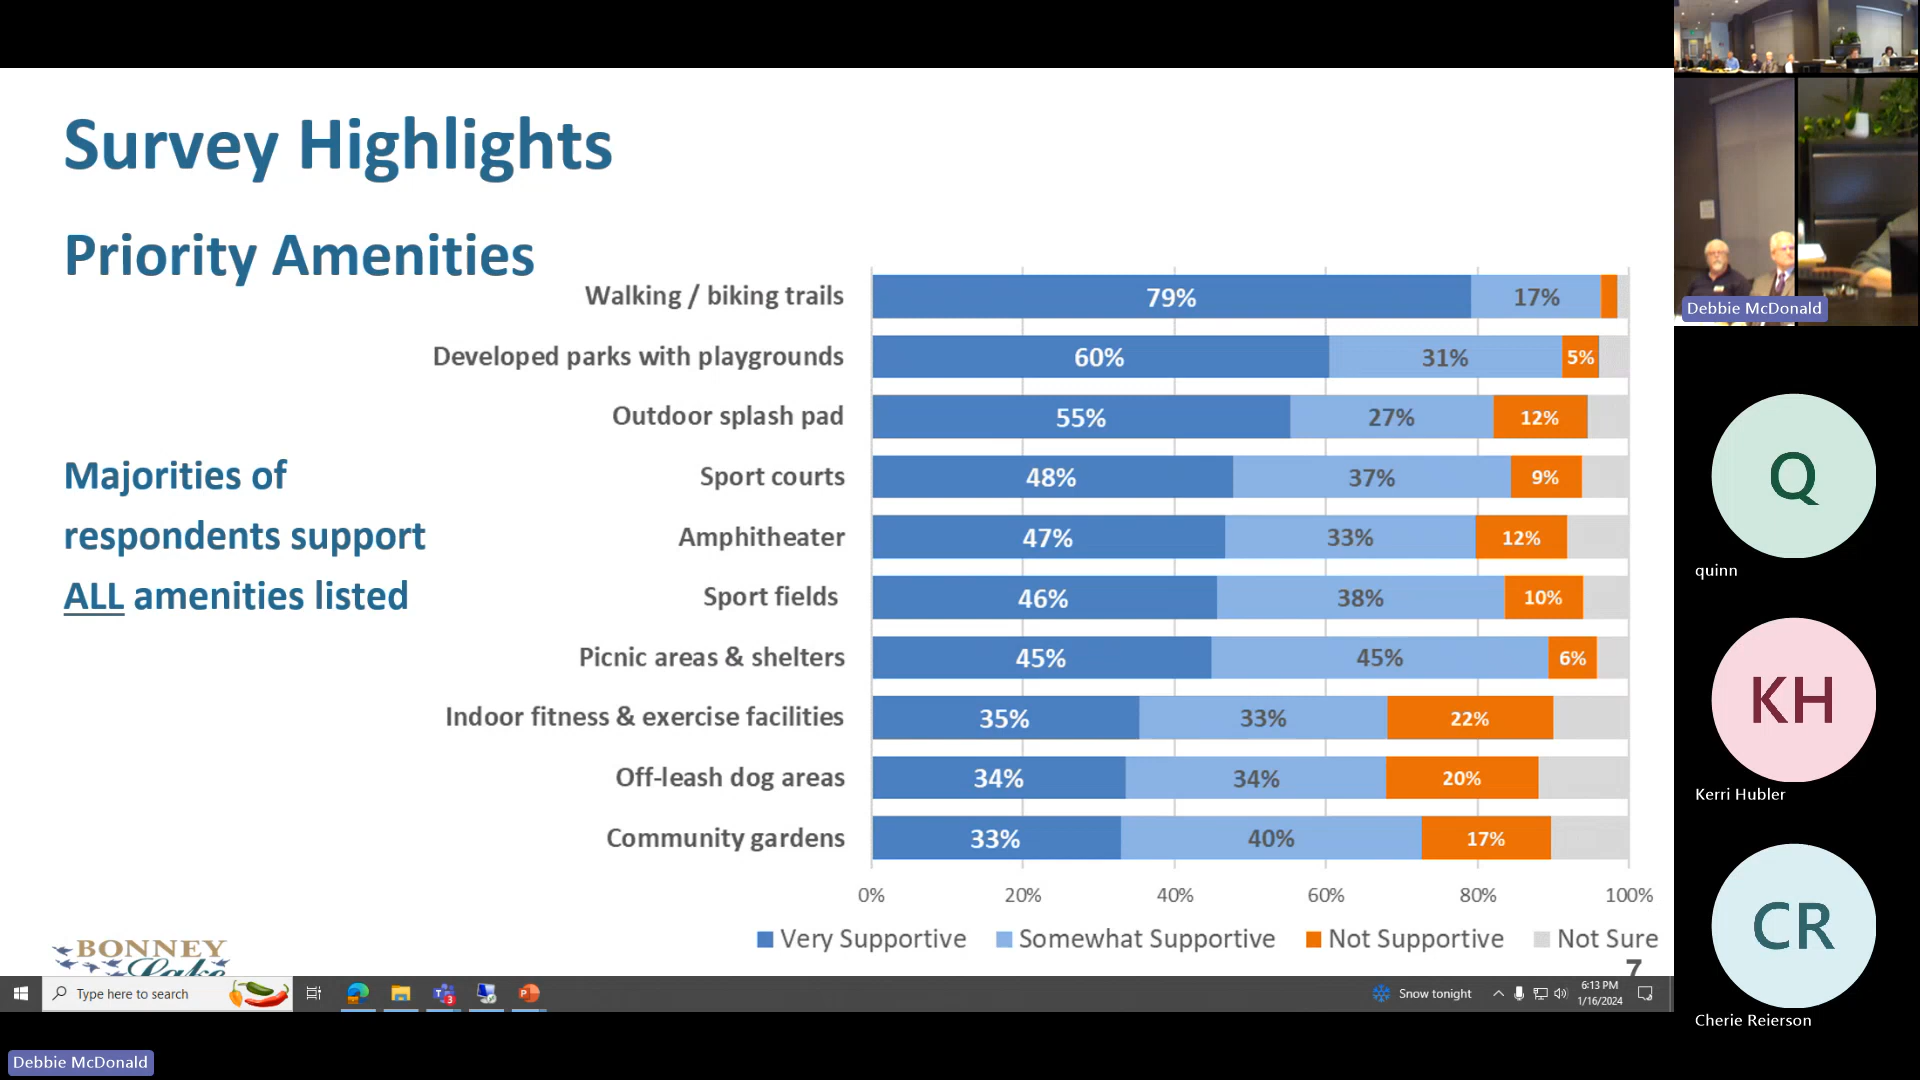 Survey Highlights
Priority Amenities
Majorities of
respondents support
ALL amenities listed
Walking / biking trails 79% 17%
Developed parks with playgrounds 60% 31% 5%
Outdoor splash pad 55% 27% 12%
Sport courts 48% 37% 9%
Amphitheater 47% 33% 12%
Sport fields 46% 38% 10%
Picnic areas & shelters 45% 45% 6%
Indoor fitness & exercise facilities 35% 33% 22%
Off-leash dog areas 34% 34% 20%
Community gardens 33% 40% 17%
0% 20% 40% 60% 80% 100%
Very Supportive Somewhat Supportive Not Supportive Not Sure
BONNEY
Lake
7
Type here to search
3
Snow tonight
6:13 PM
1/16/2024
Debbie McDonald
Debbie McDonald
Q
quinn
KH
Kerri Hubler
CR
Cherie Reierson